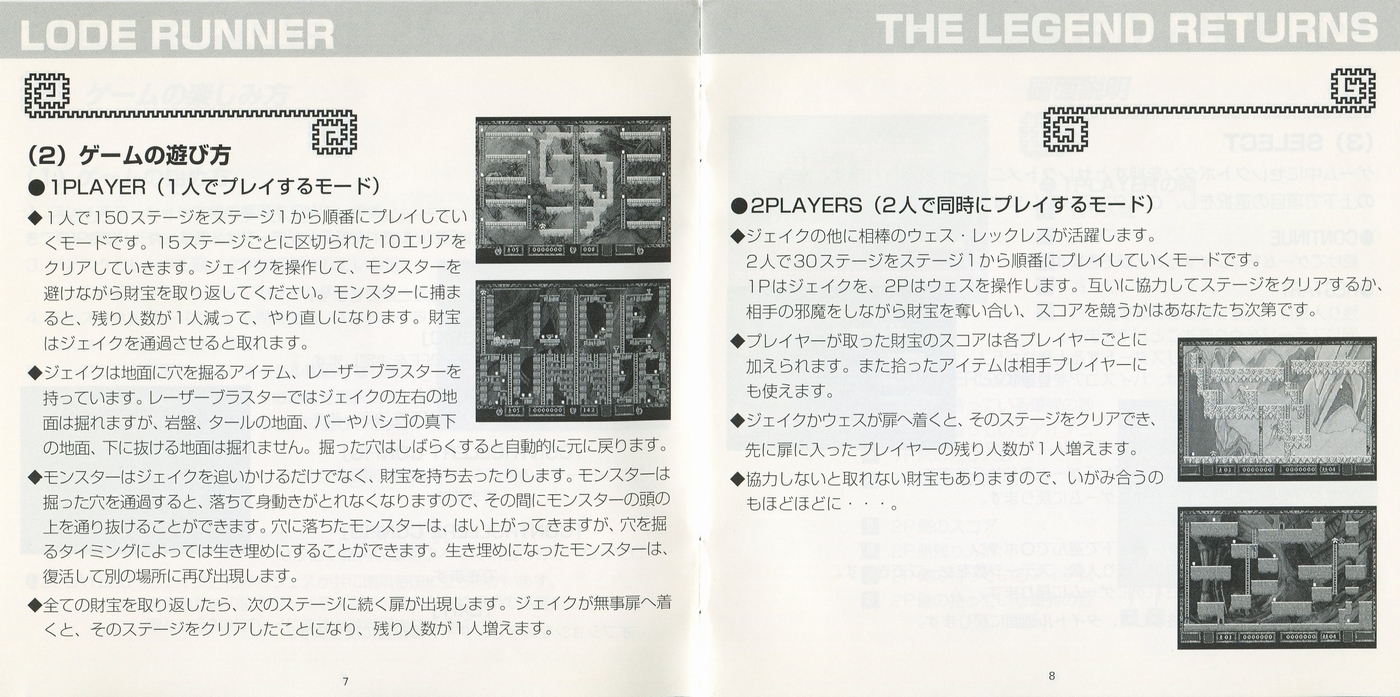 LODE RUNNER
(2) ゲームの遊び方
●1PLAYER(1人でプレイするモード)
◆1人で150ステージをステージ1から順番にプレイしてい
くモードです。15ステージごとに区切られた10エリアを
クリアしていきます。ジェイクを操作して、モンスターを
避けながら財宝を取り返してください。モンスターに捕ま
ると、残り人数が1人減って、やり直しになります。財宝
はジェイクを通過させると取れます。
◆ジェイクは地面に穴を掘るアイテム、レーザーブラスターを
持っています。レーザーブラスターではジェイクの左右の地
面は掘れますが、岩盤、タールの地面、バーやハシゴの真下
の地面、下に抜ける地面は掘れません。掘った穴はしばらくすると自動的に元に戻ります。
◆モンスターはジェイクを追いかけるだけでなく、財宝を持ち去ったりします。モンスターは
掘った穴を通過すると、落ちて身動きがとれなくなりますので、その間にモンスターの頭の
上を通り抜けることができます。穴に落ちたモンスターは、はい上がってきますが、穴を掘
るタイミングによっては生き埋めにすることができます。生き埋めになったモンスターは、
復活して別の場所に再び出現します。
◆全ての財宝を取り返したら、次のステージに続く扉が出現します。ジェイクが無事扉へ着
くと、そのステージをクリアしたことになり、残り人数が1人増えます。
7
THE LEGEND RETURNS
●2PLAYERS(2人で同時にプレイするモード)
◆ジェイクの他に相棒のウェス・レックレスが活躍します。
2人で30ステージをステージ1から順番にプレイしていくモードです。
1Pはジェイクを、2Pはウェスを操作します。互いに協力してステージをクリアするか、
相手の邪魔をしながら財宝を奪い合い、スコアを競うかはあなたたち次第です。
◆プレイヤーが取った財宝のスコアは各プレイヤーごとに
加えられます。また拾ったアイテムは相手プレイヤーに
も使えます。
◆ジェイクかウェスが扉へ着くと、そのステージをクリアでき、
先に扉に入ったプレイヤーの残り人数が1人増えます。
◆協力しないと取れない財宝もありますので、いがみ合うの
もほどほどに・・・。
8